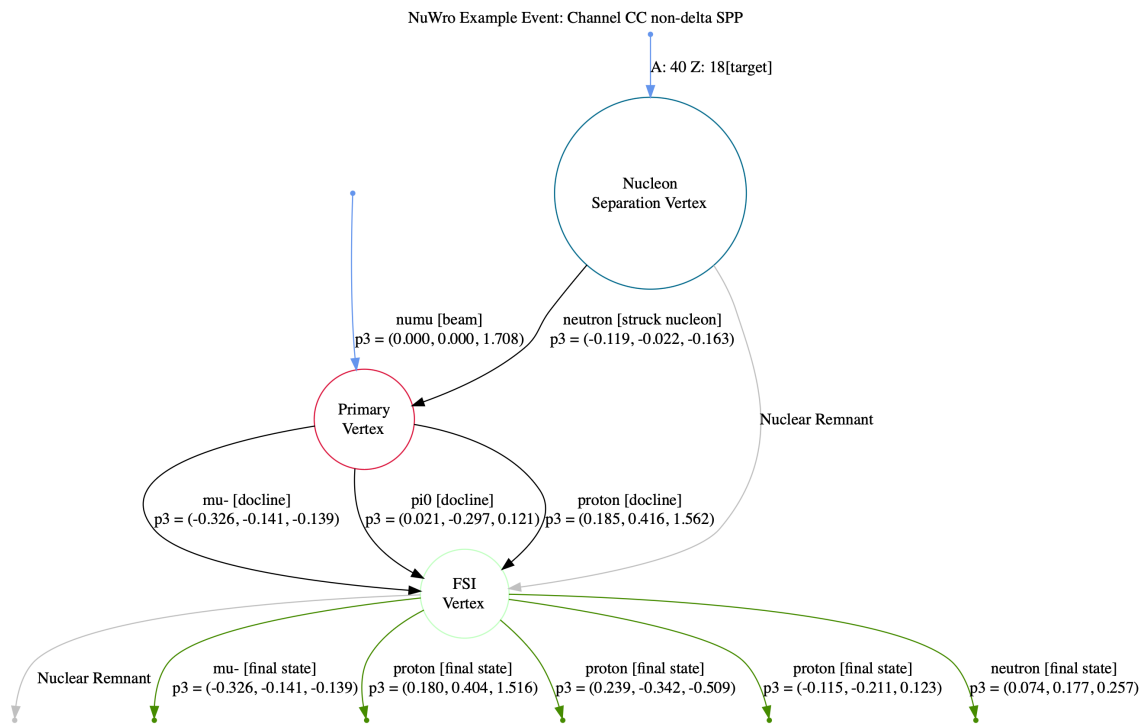 NuWro Example Event: Channel CC non-delta SPP
A: 40 Z: 18[target]
Nucleon
Separation Vertex
numu [beam]
p3 = (0.000, 0.000, 1.708)
neutron [struck nucleon]
p3 = (-0.119, -0.022, -0.163)
Primary
Vertex
Nuclear Remnant
mu- [docline]
p3 = (-0.326, -0.141, -0.139)
pi0 [docline]
p3 = (0.021, -0.297, 0.121)
proton [docline]
p3 = (0.185, 0.416, 1.562)
FSI
Vertex
Nuclear Remnant
mu- [final state]
p3 = (-0.326, -0.141, -0.139)
proton [final state]
p3 = (0.180, 0.404, 1.516)
proton [final state]
p3 = (0.239, -0.342, -0.509)
proton [final state]
p3 = (-0.115, -0.211, 0.123)
neutron [final state]
p3 = (0.074, 0.177, 0.257)